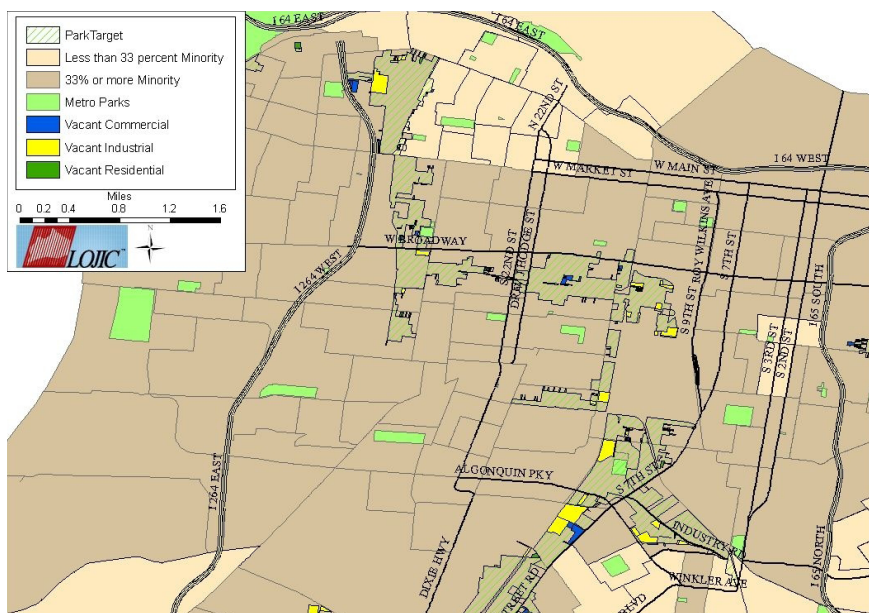 ParkTarget
Less than 33 percent Minority
33% or more Minority
Metro Parks
Vacant Commercial
Vacant Industrial
Vacant Residential
Miles
0 0.2 0.4 0.8 1.2 1.6
LOJIC
I 64 EAST
I 64 EAST
N 22ND ST
I 64 WEST
W MAIN ST
W MARKET ST
W BROADWAY
S 22ND ST
DR W J HODGE ST
ROY WILKINS AVE
S 9TH ST
S 7TH ST
I 264 WEST
I 65 SOUTH
S 3RD ST
S 2ND ST
I 264 EAST
ALGONQUIN PKY
S 7TH ST
INDUSTRY RD
DIXIE HWY
WINKLER AVE
I 65 NORTH